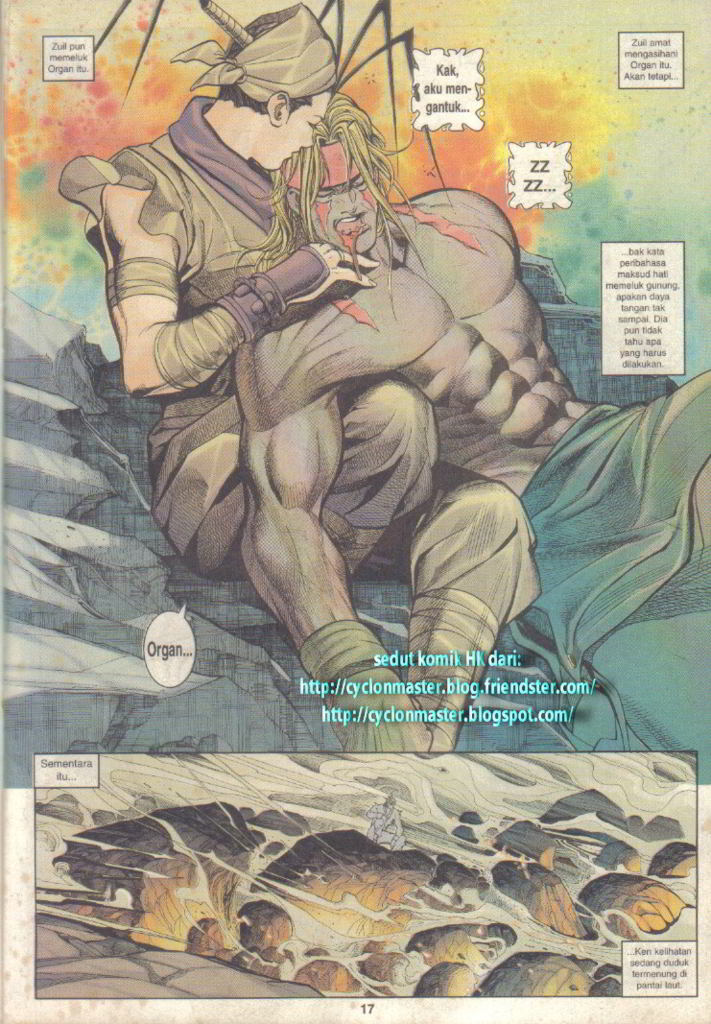 Zuil pun
memeluk
Organ itu.
Zuil amat
mengasihani
Organ itu.
Akan tetapi...
Kak,
aku men-
gantuk...
ZZ
ZZ...
...bak kata
peribahasa
maksud hati
memeluk gunung,
apakan daya
tangan tak
sampai. Dia
pun tidak
tahu apa
yang harus
dilakukan.
Organ...
sedut komik HK dari:
http://cyclonmaster.blog.friendster.com/
http://cyclonmaster.blogspot.com/
Sementara
itu...
...Ken kelihatan
sedang duduk
termenung di
pantai laut.
17